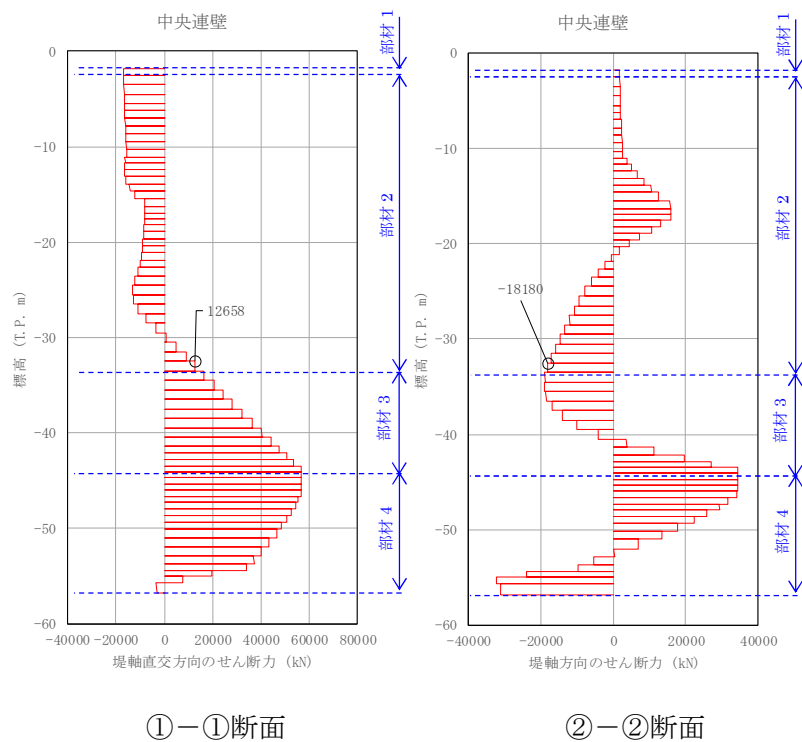 中央連壁
部材 1
0
-10
-20
-30
-40
-50
-60
標高 (T.P. m)
部材 2
12658
部材 3
部材 4
-40000 -20000 0 20000 40000 60000 80000
堤軸直交方向のせん断力 (kN)
①－①断面
中央連壁
部材 1
0
-10
-20
-30
-40
-50
-60
標高 (T.P. m)
部材 2
-18180
部材 3
部材 4
-40000 -20000 0 20000 40000
堤軸方向のせん断力 (kN)
②－②断面